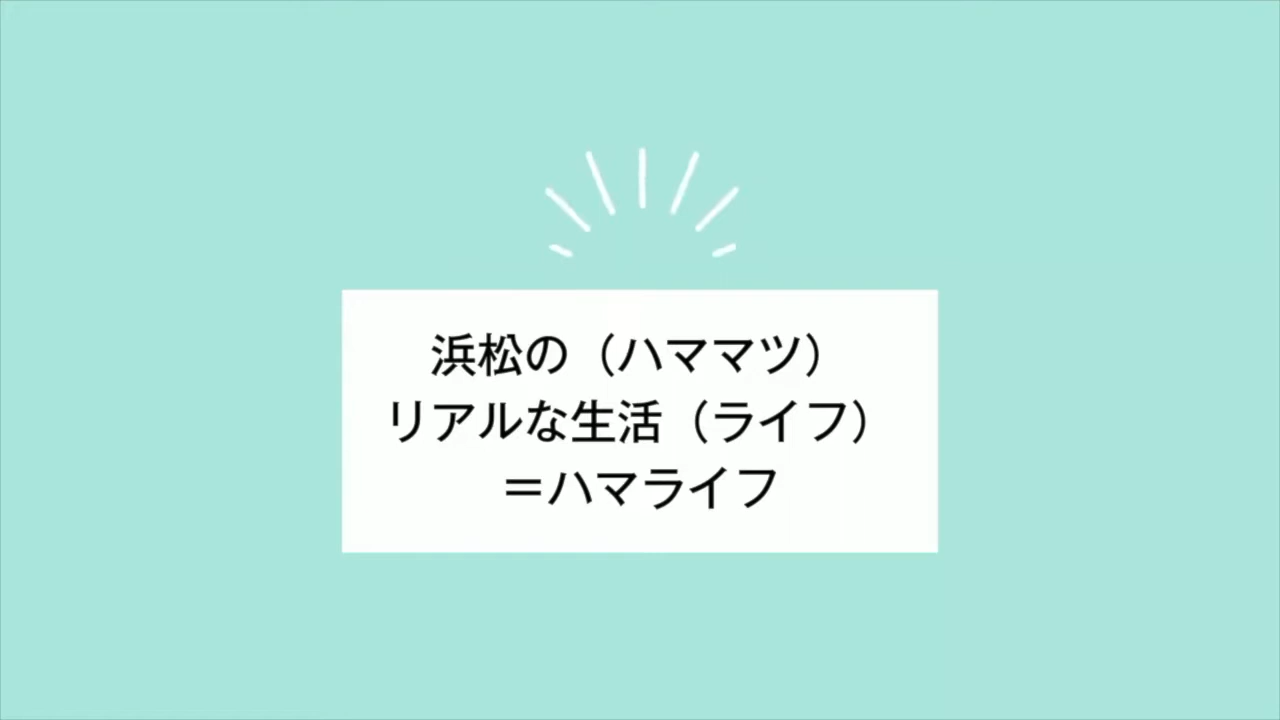 浜松の（ハママツ）
リアルな生活（ライフ）
＝ハマライフ